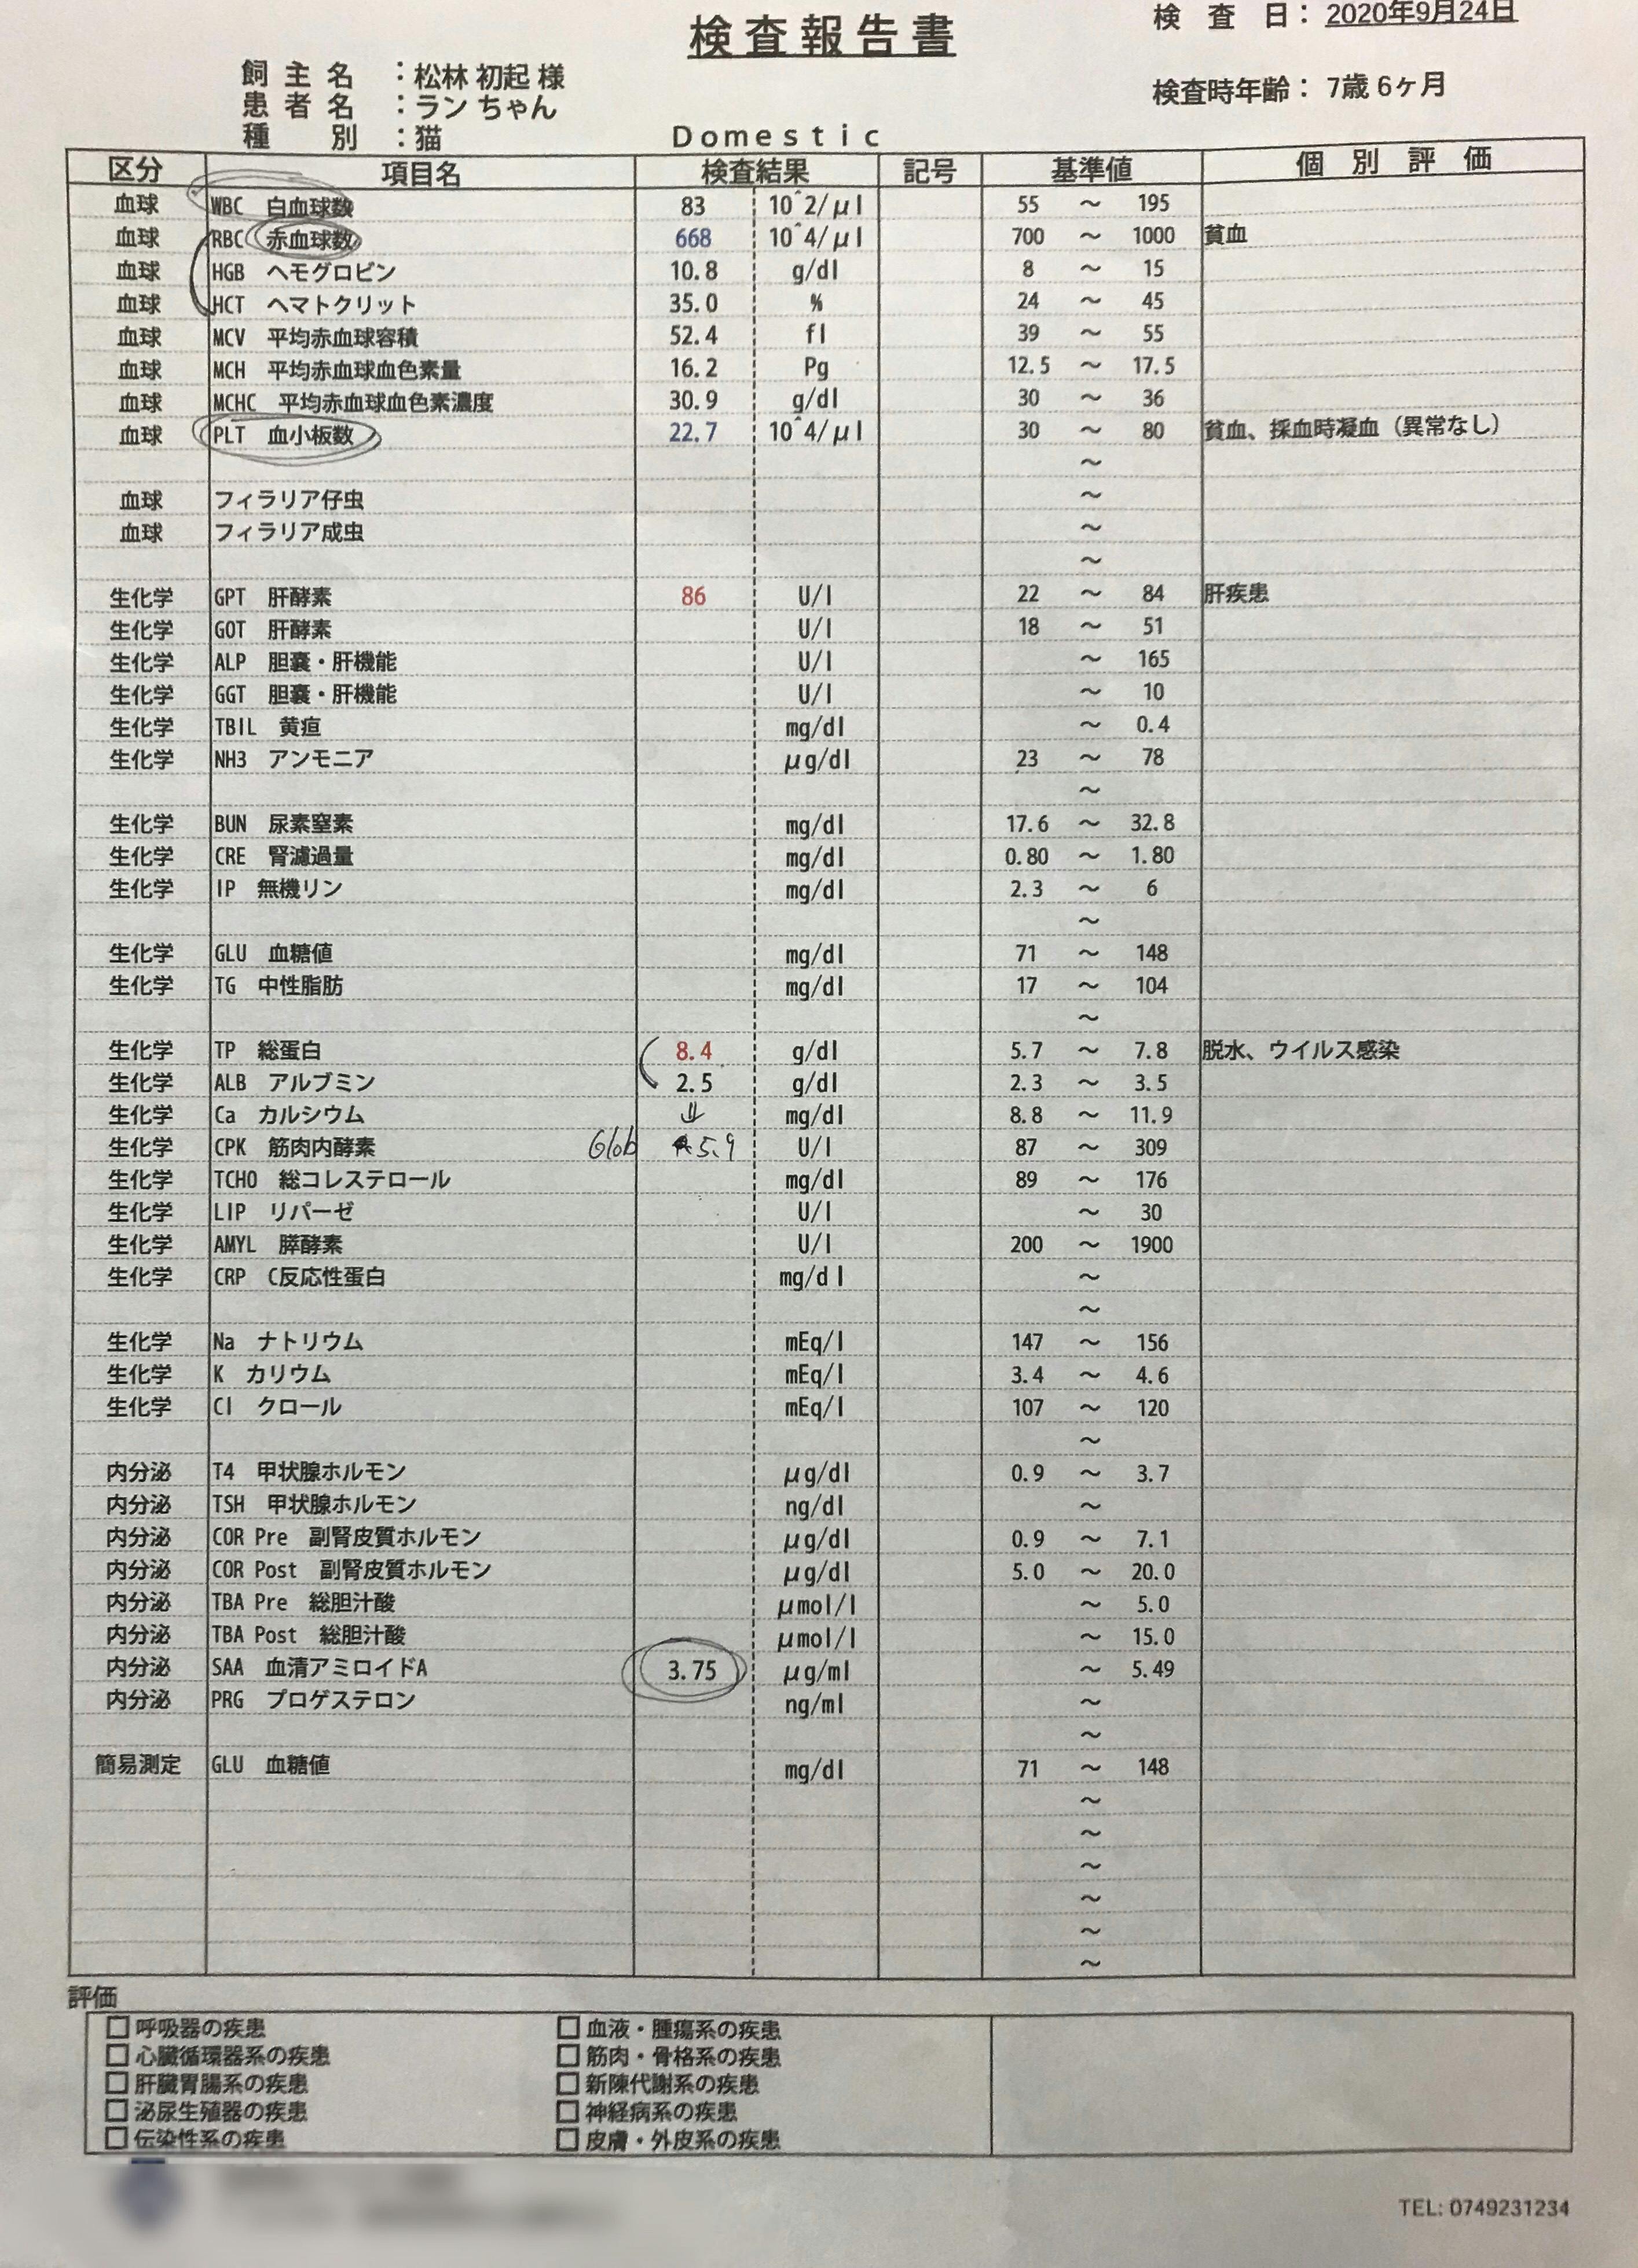 検査報告書
検 査 日： 2020年9月24日
飼 主 名 ：松林 初起 様
検査時年齢： 7歳 6ヶ月
患 者 名 ：ラン ちゃん
種 別 ：猫 Domestic
区分 項目名 検査結果 記号 基準値 個 別 評 価
血球 WBC 白血球数 83 10^2/μl 55 ～ 195
血球 RBC 赤血球数 668 10^4/μl 700 ～ 1000 貧血
血球 HGB ヘモグロビン 10.8 g/dl 8 ～ 15
血球 HCT ヘマトクリット 35.0 % 24 ～ 45
血球 MCV 平均赤血球容積 52.4 fl 39 ～ 55
血球 MCH 平均赤血球血色素量 16.2 Pg 12.5 ～ 17.5
血球 MCHC 平均赤血球血色素濃度 30.9 g/dl 30 ～ 36
血球 PLT 血小板数 22.7 10^4/μl 30 ～ 80 貧血、採血時凝血（異常なし）
～
血球 フィラリア仔虫 ～
血球 フィラリア成虫 ～
～
生化学 GPT 肝酵素 86 U/l 22 ～ 84 肝疾患
生化学 GOT 肝酵素 U/l 18 ～ 51
生化学 ALP 胆嚢・肝機能 U/l ～ 165
生化学 GGT 胆嚢・肝機能 U/l ～ 10
生化学 TBIL 黄疸 mg/dl ～ 0.4
生化学 NH3 アンモニア μg/dl 23 ～ 78
～
生化学 BUN 尿素窒素 mg/dl 17.6 ～ 32.8
生化学 CRE 腎濾過量 mg/dl 0.80 ～ 1.80
生化学 IP 無機リン mg/dl 2.3 ～ 6
～
生化学 GLU 血糖値 mg/dl 71 ～ 148
生化学 TG 中性脂肪 mg/dl 17 ～ 104
～
生化学 TP 総蛋白 8.4 g/dl 5.7 ～ 7.8 脱水、ウイルス感染
生化学 ALB アルブミン 2.5 g/dl 2.3 ～ 3.5
生化学 Ca カルシウム ⇓ mg/dl 8.8 ～ 11.9
生化学 CPK 筋肉内酵素 Glob 5.9 U/l 87 ～ 309
生化学 TCHO 総コレステロール mg/dl 89 ～ 176
生化学 LIP リパーゼ U/l ～ 30
生化学 AMYL 膵酵素 U/l 200 ～ 1900
生化学 CRP C反応性蛋白 mg/dl ～
～
生化学 Na ナトリウム mEq/l 147 ～ 156
生化学 K カリウム mEq/l 3.4 ～ 4.6
生化学 Cl クロール mEq/l 107 ～ 120
～
内分泌 T4 甲状腺ホルモン μg/dl 0.9 ～ 3.7
内分泌 TSH 甲状腺ホルモン ng/dl ～
内分泌 COR Pre 副腎皮質ホルモン μg/dl 0.9 ～ 7.1
内分泌 COR Post 副腎皮質ホルモン μg/dl 5.0 ～ 20.0
内分泌 TBA Pre 総胆汁酸 μmol/l ～ 5.0
内分泌 TBA Post 総胆汁酸 μmol/l ～ 15.0
内分泌 SAA 血清アミロイドA 3.75 μg/ml ～ 5.49
内分泌 PRG プロゲステロン ng/ml ～
～
簡易測定 GLU 血糖値 mg/dl 71 ～ 148
～
～
～
～
～
～
評価
□呼吸器の疾患 □血液・腫瘍系の疾患
□心臓循環器系の疾患 □筋肉・骨格系の疾患
□肝臓胃腸系の疾患 □新陳代謝系の疾患
□泌尿生殖器の疾患 □神経病系の疾患
□伝染性系の疾患 □皮膚・外皮系の疾患
TEL: 0749231234